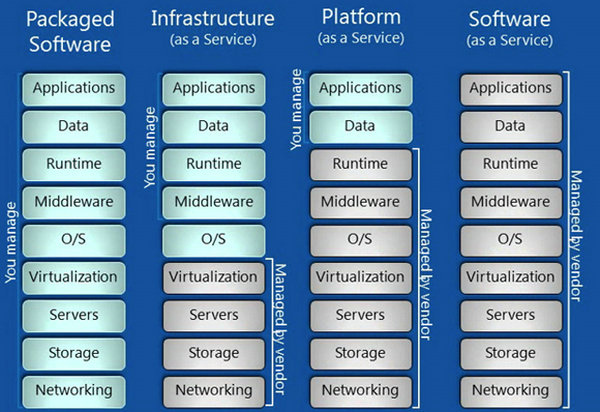 Packaged
Software
You manage
Applications
Data
Runtime
Middleware
O/S
Virtualization
Servers
Storage
Networking
Infrastructure
(as a Service)
You manage
Applications
Data
Runtime
Middleware
O/S
Virtualization
Servers
Storage
Networking
Managed by vendor
Platform
(as a Service)
You manage
Applications
Data
Runtime
Middleware
O/S
Virtualization
Servers
Storage
Networking
Managed by vendor
Software
(as a Service)
Applications
Data
Runtime
Middleware
O/S
Virtualization
Servers
Storage
Networking
Managed by vendor